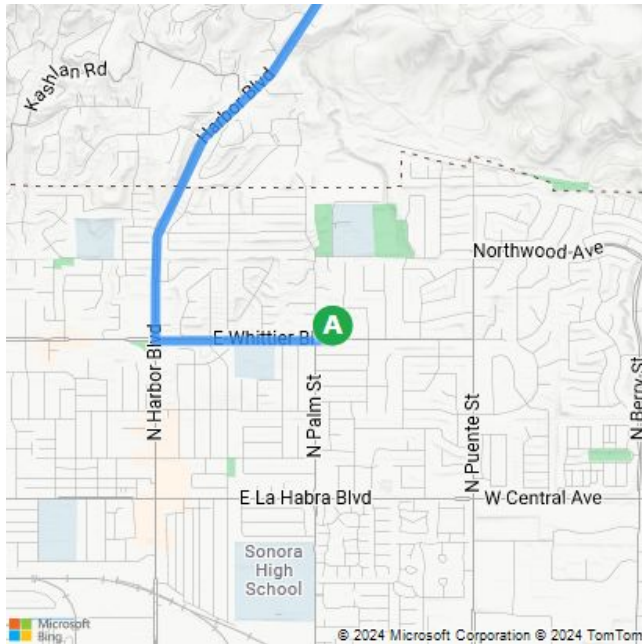 Kashlan Rd
Harbor Blvd
Northwood Ave
A
E Whittier Bl
N Harbor Blvd
N Palm St
N Puente St
N Berry St
E La Habra Blvd
W Central Ave
Sonora
High
School
Microsoft
Bing
© 2024 Microsoft Corporation © 2024 TomTom